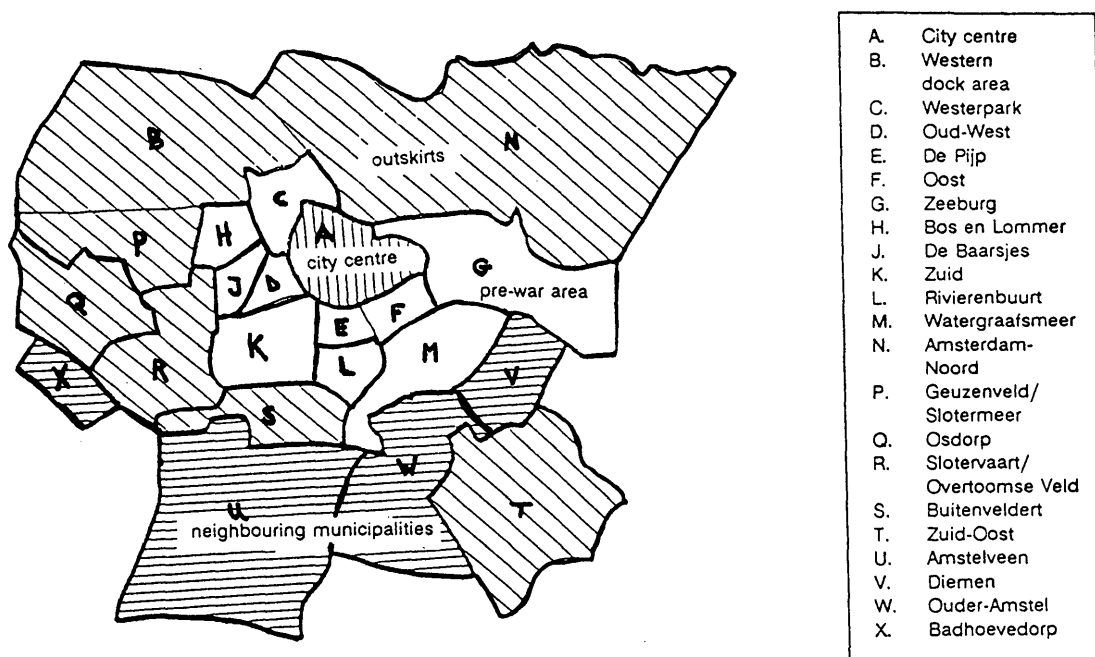 B
N
outskirts
C
P
H
A
city centre
G
pre-war area
J
D
Q
E
F
K
M
L
X
R
V
S
W
U
neighbouring municipalities
T
A. City centre
B. Western
dock area
C. Westerpark
D. Oud-West
E. De Pijp
F. Oost
G. Zeeburg
H. Bos en Lommer
J. De Baarsjes
K. Zuid
L. Rivierenbuurt
M. Watergraafsmeer
N. Amsterdam-
Noord
P. Geuzenveld/
Slotermeer
Q. Osdorp
R. Slotervaart/
Overtoomse Veld
S. Buitenveldert
T. Zuid-Oost
U. Amstelveen
V. Diemen
W. Ouder-Amstel
X. Badhoevedorp